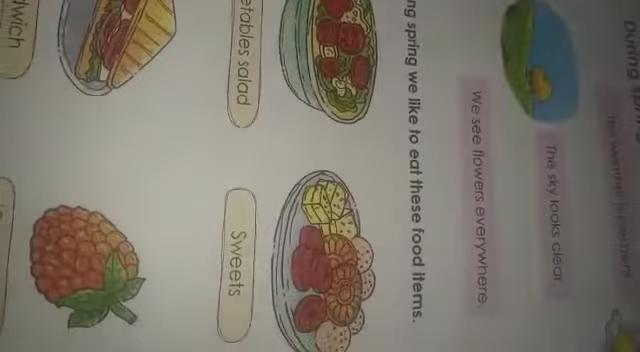 During
The sky looks clear.
We see flowers everywhere.
ng spring we like to eat these food items.
etables salad
Sweets
dwich